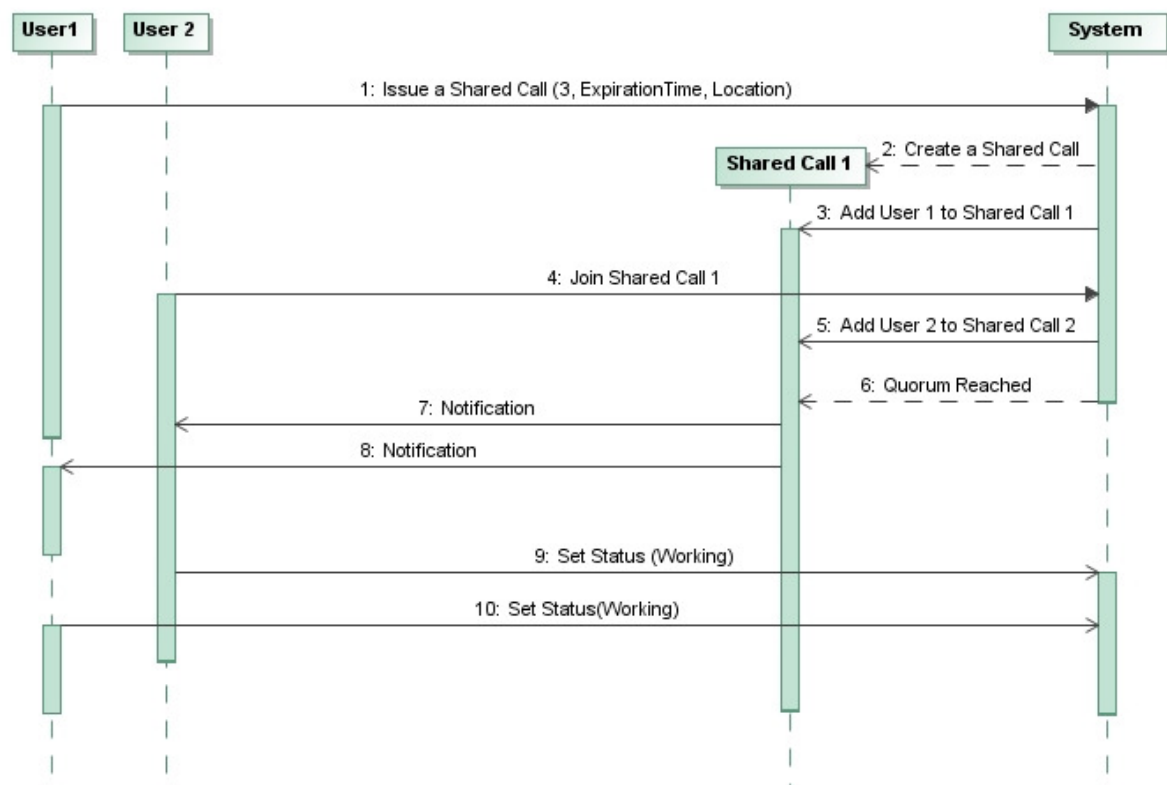 User1
User 2
System
1: Issue a Shared Call (3, ExpirationTime, Location)
2: Create a Shared Call
Shared Call 1
3: Add User 1 to Shared Call 1
4: Join Shared Call 1
5: Add User 2 to Shared Call 2
6: Quorum Reached
7: Notification
8: Notification
9: Set Status (Working)
10: Set Status(Working)